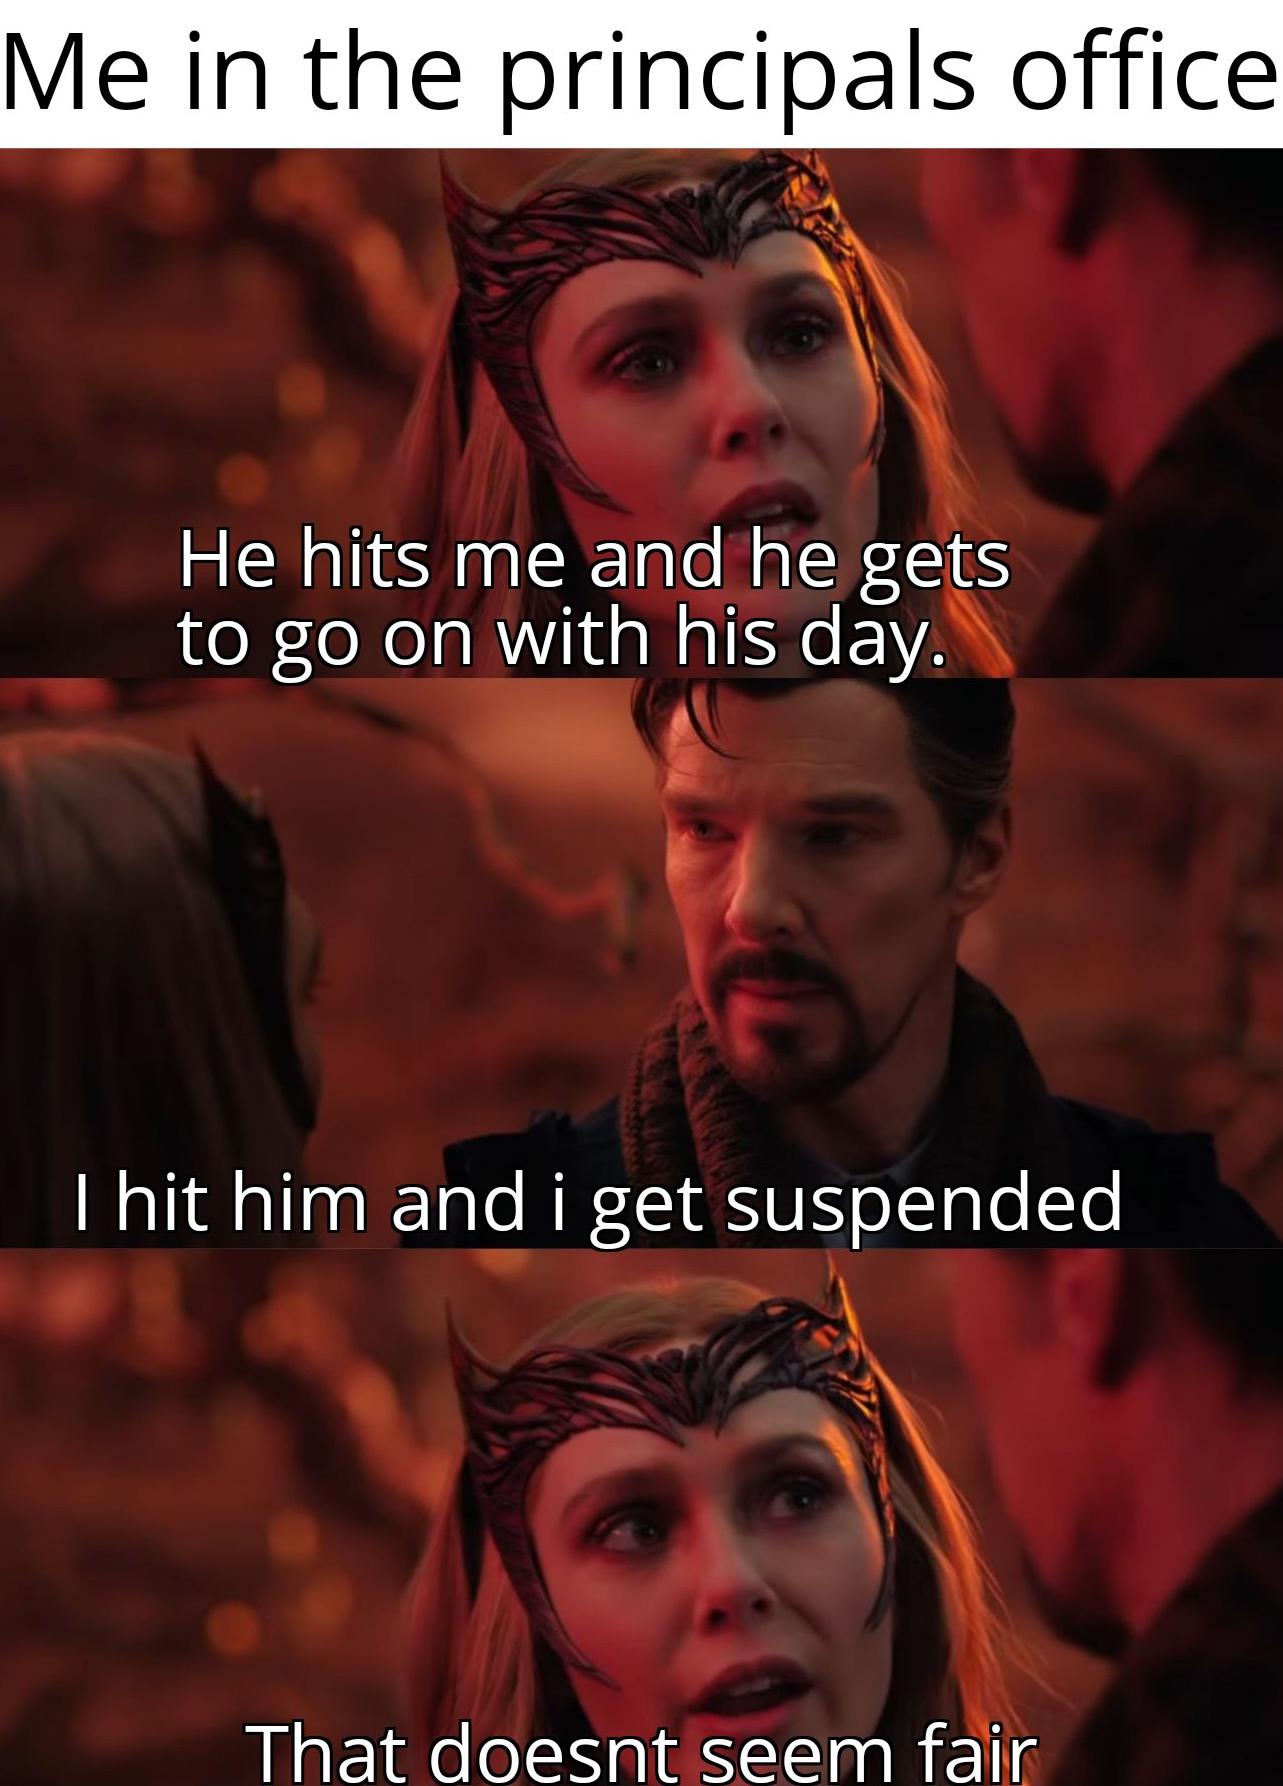 Me in the principals office
He hits me and he gets
to go on with his day.
I hit him and i get suspended
That doesnt seem fair